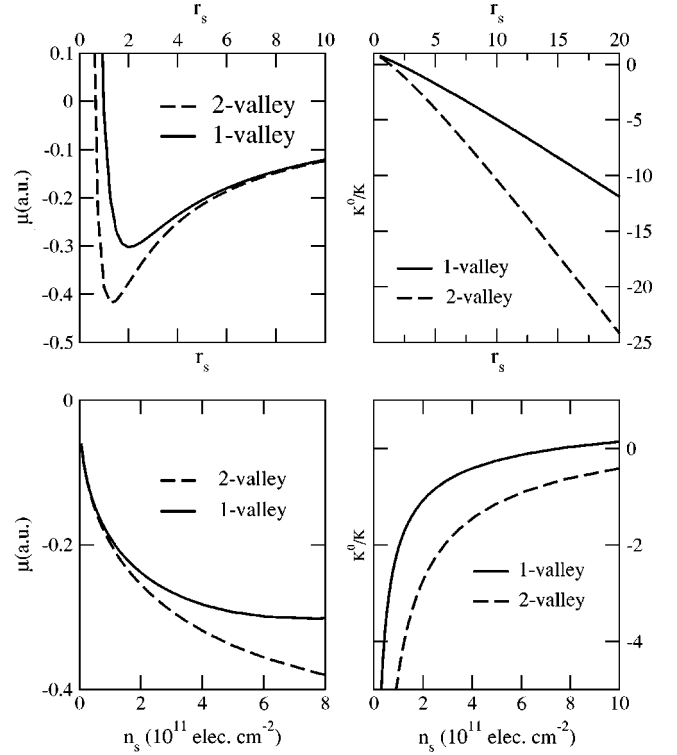 r_s r_s
0 2 4 6 8 10
0 5 10 15 20
0.1
0
-0.1
-0.2
-0.3
-0.4
-0.5
μ(a.u.)
2-valley
1-valley
0
-5
-10
-15
-20
-25
κ⁰/κ
1-valley
2-valley
r_s r_s
0
-0.2
-0.4
μ(a.u.)
2-valley
1-valley
0
-2
-4
κ⁰/κ
1-valley
2-valley
0 2 4 6 8
0 2 4 6 8 10
n_s (10¹¹ elec. cm⁻²) n_s (10¹¹ elec. cm⁻²)